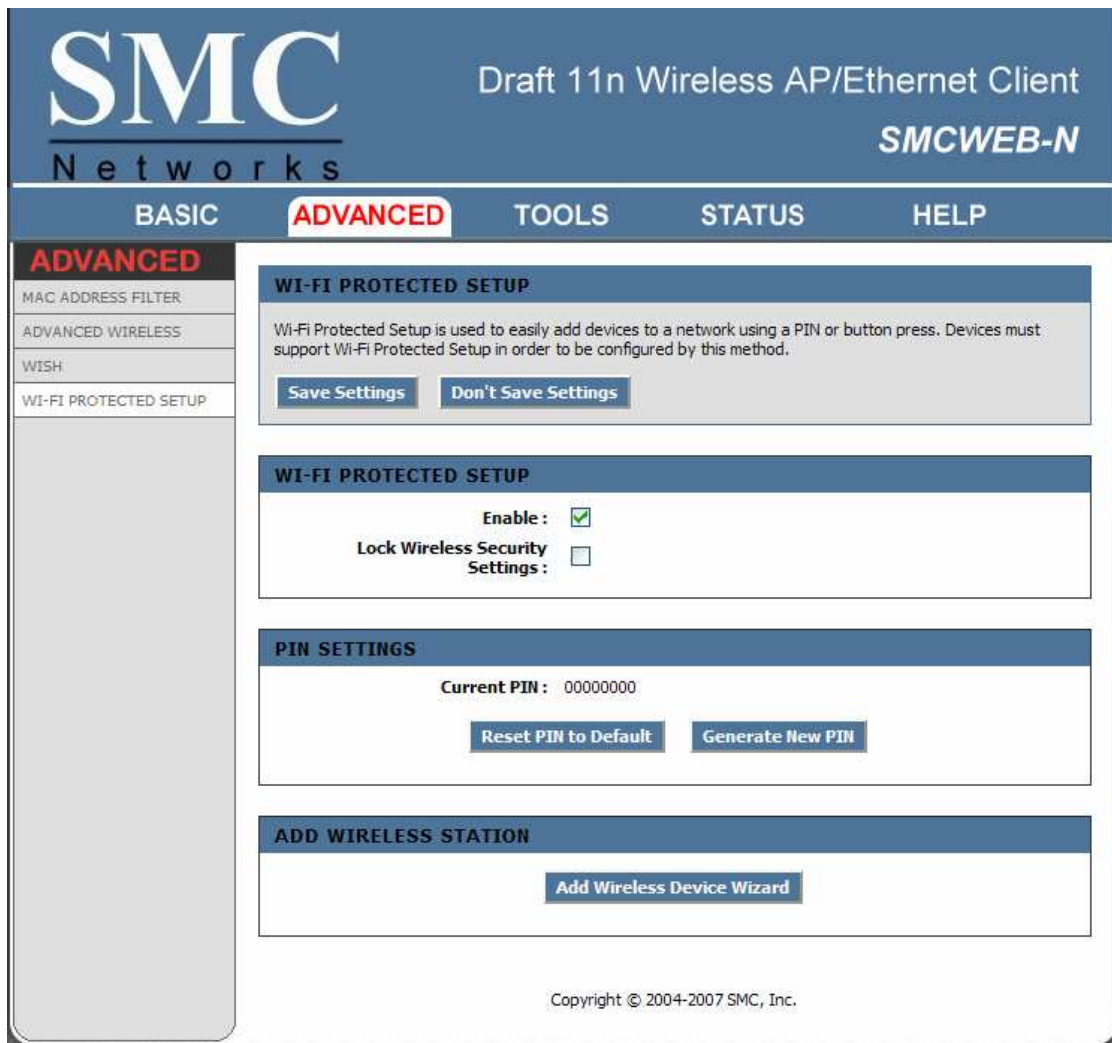 SMC
Networks
Draft 11n Wireless AP/Ethernet Client
SMCWEB-N
BASIC
ADVANCED
TOOLS
STATUS
HELP
ADVANCED
MAC ADDRESS FILTER
ADVANCED WIRELESS
WISH
WI-FI PROTECTED SETUP
WI-FI PROTECTED SETUP
Wi-Fi Protected Setup is used to easily add devices to a network using a PIN or button press. Devices must
support Wi-Fi Protected Setup in order to be configured by this method.
Save Settings
Don't Save Settings
WI-FI PROTECTED SETUP
Enable :
Lock Wireless Security
Settings :
PIN SETTINGS
Current PIN : 00000000
Reset PIN to Default
Generate New PIN
ADD WIRELESS STATION
Add Wireless Device Wizard
Copyright © 2004-2007 SMC, Inc.